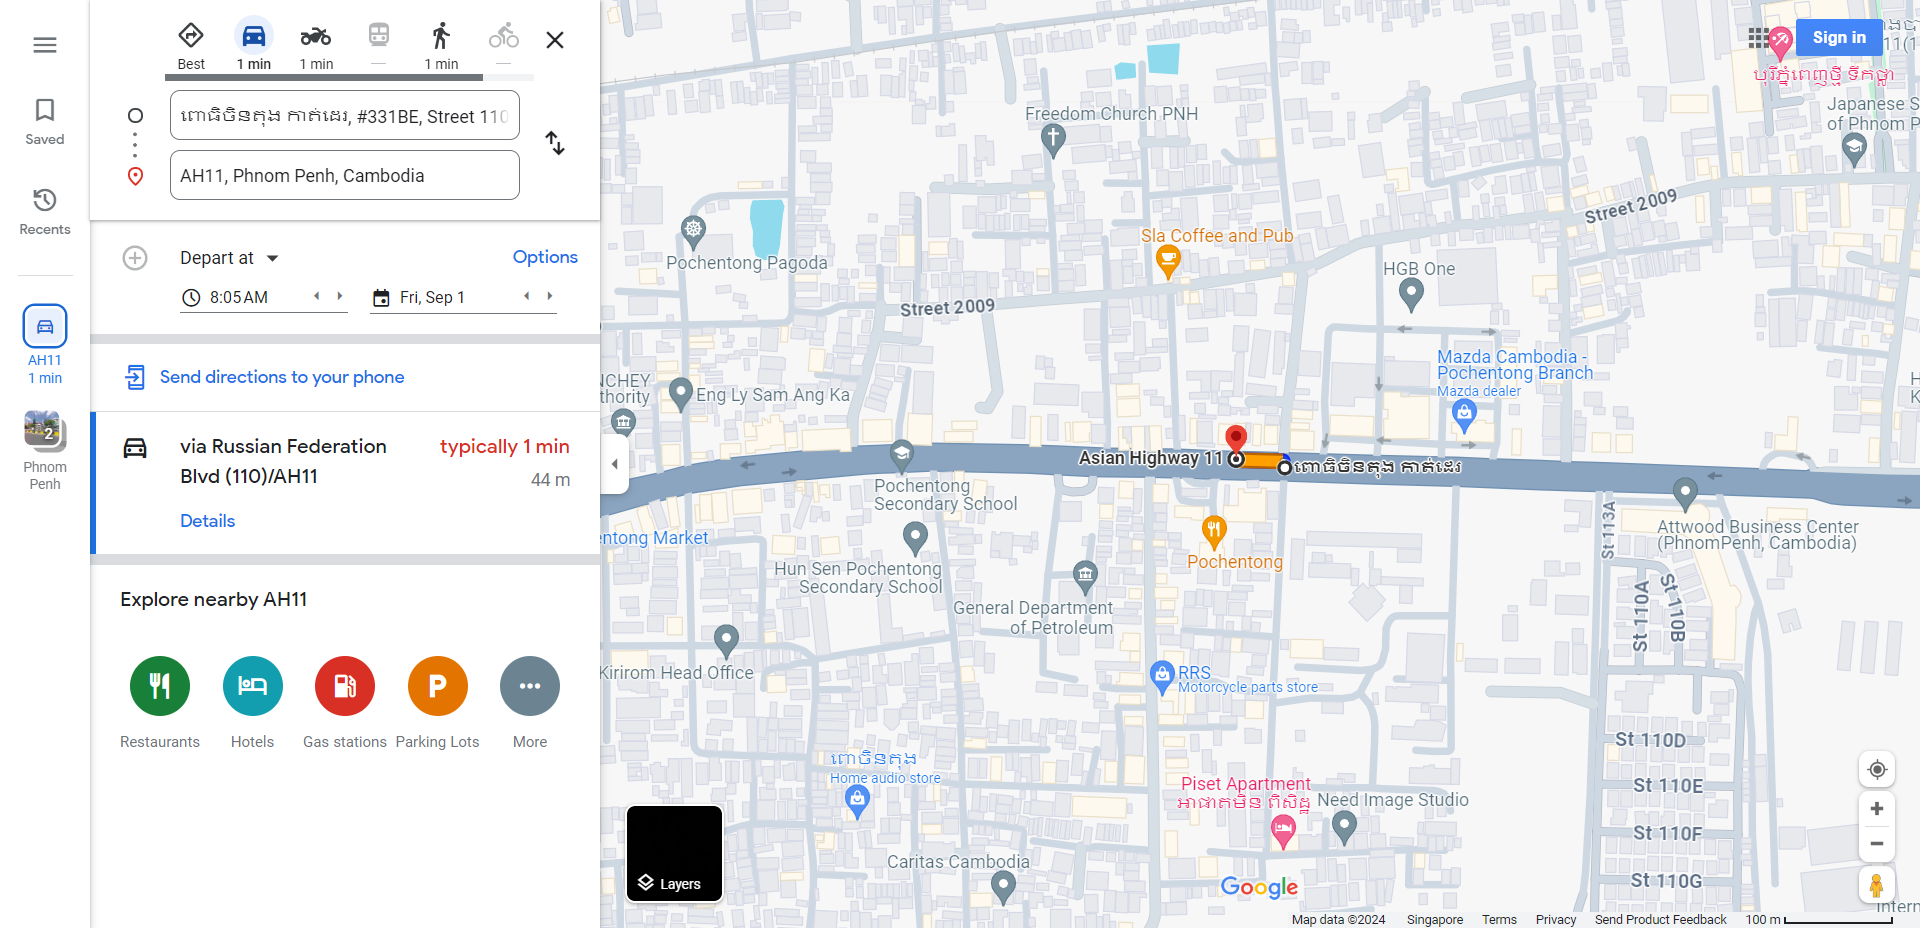 Best
1 min
1 min
—
1 min
—
Saved
Recents
AH11
1 min
2
Phnom
Penh
ពោធិចិនតុង កាត់ដេរ, #331BE, Street 110
AH11, Phnom Penh, Cambodia
Depart at
Options
8:05 AM
Fri, Sep 1
Send directions to your phone
via Russian Federation
Blvd (110)/AH11
typically 1 min
44 m
Details
Explore nearby AH11
Restaurants
Hotels
Gas stations
Parking Lots
P
More
Layers
Sign in
បុរីភ្នំពេញថ្មី ទឹកថ្លា
11(1
Japanese S
of Phnom P
Freedom Church PNH
Street 2009
Sla Coffee and Pub
Pochentong Pagoda
HGB One
Street 2009
Mazda Cambodia -
Pochentong Branch
Mazda dealer
NCHEY
thority
Eng Ly Sam Ang Ka
H
K
Asian Highway 11
ពោធិចិនតុង កាត់ដេរ
Pochentong
Secondary School
St 113A
Attwood Business Center
(PhnomPenh, Cambodia)
entong Market
Pochentong
Hun Sen Pochentong
Secondary School
General Department
of Petroleum
St 110A
St 110B
Kirirom Head Office
RRS
Motorcycle parts store
St 110D
ពោចិនតុង
Home audio store
Piset Apartment
អាផាតមិន ពិសិដ្ឋ
Need Image Studio
St 110E
St 110F
Caritas Cambodia
St 110G
Google
Intern
Map data ©2024
Singapore
Terms
Privacy
Send Product Feedback
100 m